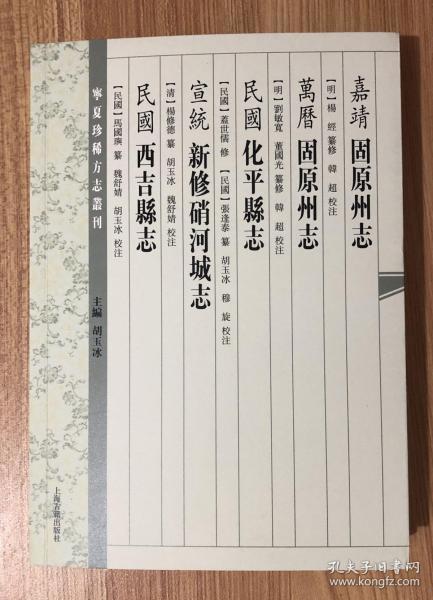 嘉靖 固原州志
【明】楊 經 纂修 韓 超 校注
萬曆 固原州志
【明】劉敏寬 董國光 纂修 韓 超 校注
民國 化平縣志
【民國】蓋世儒 修 【民國】張逢泰 纂 胡玉冰 穆 旋 校注
宣統 新修硝河城志
【清】楊修德 纂 胡玉冰 魏舒婧 校注
民國 西吉縣志
【民國】馬國璵 纂 魏舒婧 胡玉冰 校注
寧夏珍稀方志叢刊
主編 胡玉冰
上海古籍出版社
孔夫子旧书网
www.kongfz.com